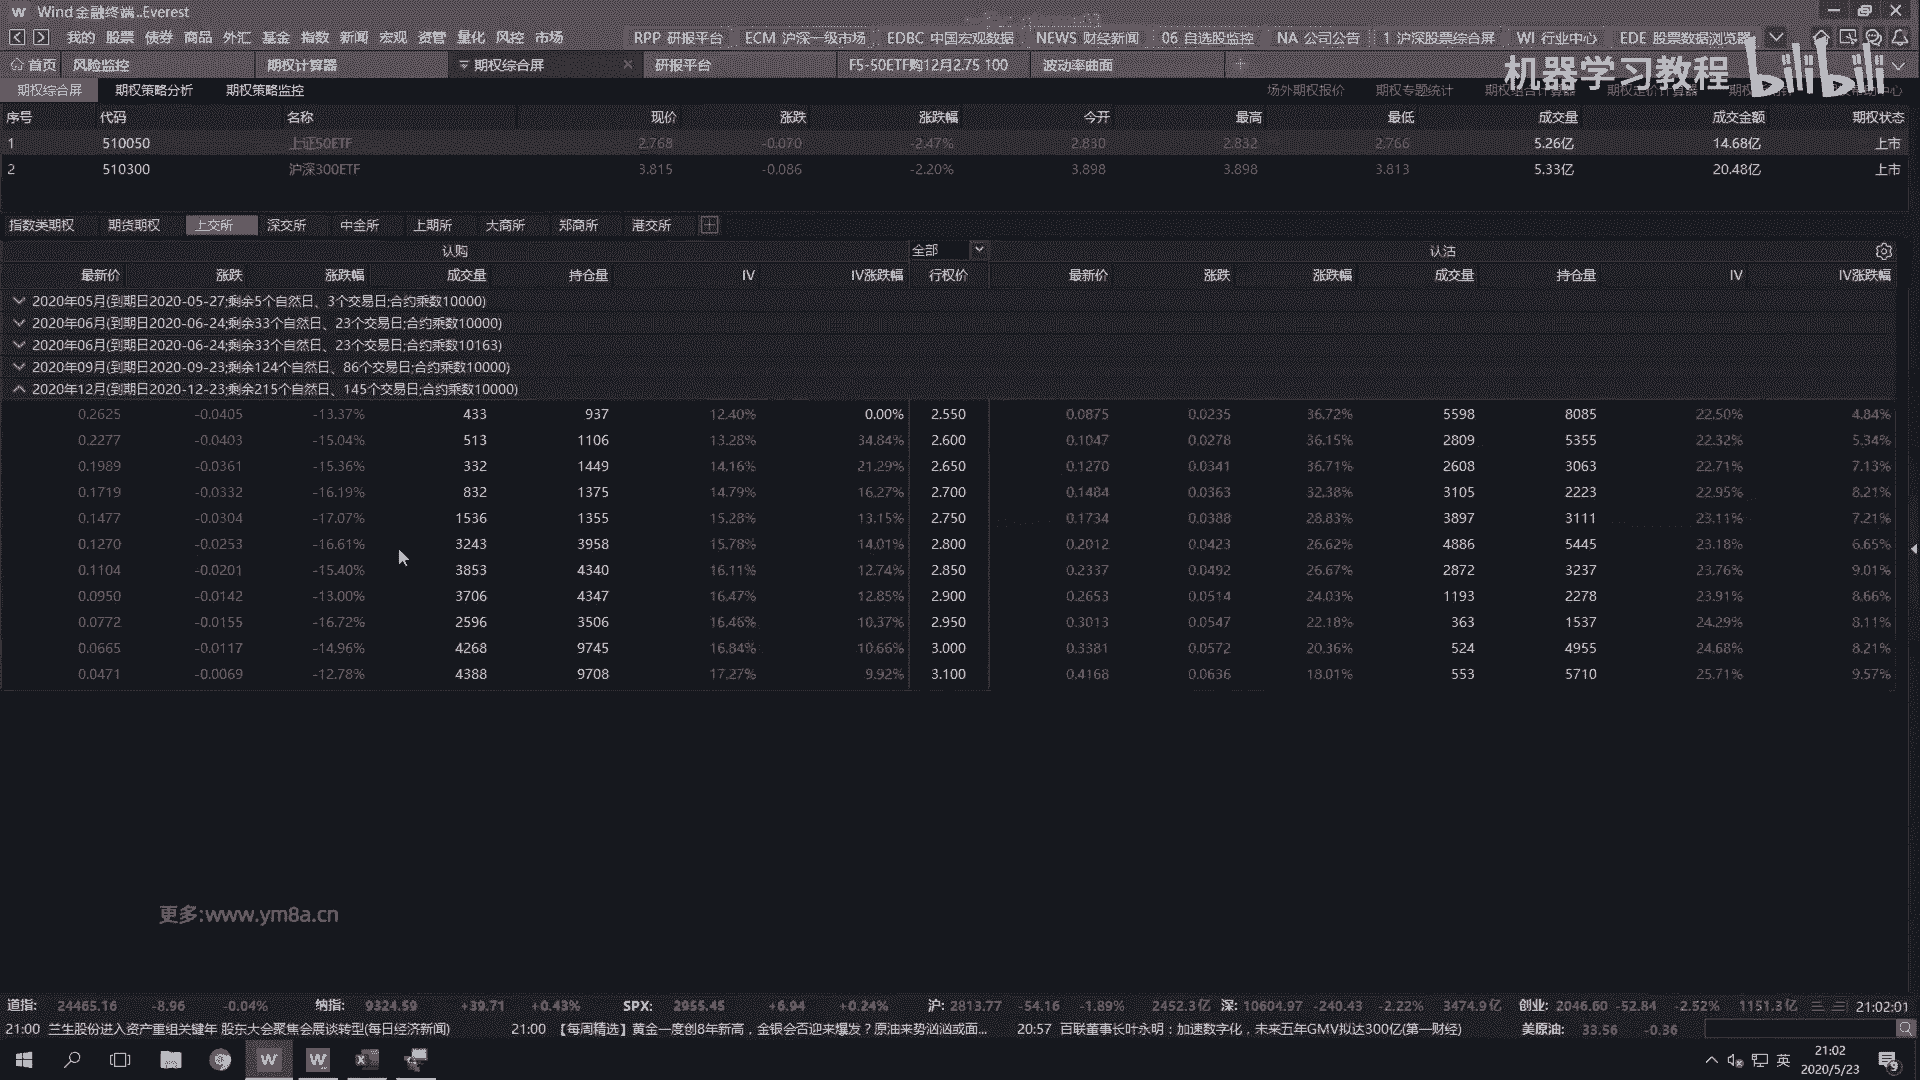 Wind金融终端..Everest
我的 股票 债券 商品 外汇 基金 指数 新闻 宏观 资管 量化 风控 市场 RPP 研报平台 ECM 沪深一级市场 EDBC 中国宏观数据 NEWS 财经新闻 06 自选股监控 NA 公司公告 1 沪深股票综合屏 WI 行业中心 EDE 股票数据浏览器
首页 风险监控 期权计算器 期权综合屏 研报平台 F5-50ETF购12月2.75 100 波动率曲面
机器学习教程 bilibili
期权综合屏 期权策略分析 期权策略监控 场外期权报价 期权专题统计
序号 代码 名称 现价 涨跌 涨跌幅 今开 最高 最低 成交量 成交金额 期权状态
1 510050 上证50ETF 2.768 -0.070 -2.47% 2.830 2.832 2.766 5.26亿 14.68亿 上市
2 510300 沪深300ETF 3.815 -0.086 -2.20% 3.898 3.898 3.813 5.33亿 20.48亿 上市
指数类期权 期货期权 上交所 深交所 中金所 上期所 大商所 郑商所 港交所
认购 全部 认沽
最新价 涨跌 涨跌幅 成交量 持仓量 IV IV涨跌幅 行权价 最新价 涨跌 涨跌幅 成交量 持仓量 IV IV涨跌幅
2020年05月(到期日2020-05-27;剩余5个自然日、3个交易日;合约乘数10000)
2020年06月(到期日2020-06-24;剩余33个自然日、23个交易日;合约乘数10000)
2020年06月(到期日2020-06-24;剩余33个自然日、23个交易日;合约乘数10163)
2020年09月(到期日2020-09-23;剩余124个自然日、86个交易日;合约乘数10000)
2020年12月(到期日2020-12-23;剩余215个自然日、145个交易日;合约乘数10000)
0.2625 -0.0405 -13.37% 433 937 12.40% 0.00% 2.550 0.0875 0.0235 36.72% 5598 8085 22.50% 4.84%
0.2277 -0.0403 -15.04% 513 1106 13.28% 34.84% 2.600 0.1047 0.0278 36.15% 2809 5355 22.32% 5.34%
0.1989 -0.0361 -15.36% 332 1449 14.16% 21.29% 2.650 0.1270 0.0341 36.71% 2608 3063 22.71% 7.13%
0.1719 -0.0332 -16.19% 832 1375 14.79% 16.27% 2.700 0.1484 0.0363 32.38% 3105 2223 22.95% 8.21%
0.1477 -0.0304 -17.07% 1536 1355 15.28% 13.15% 2.750 0.1734 0.0388 28.83% 3897 3111 23.11% 7.21%
0.1270 -0.0253 -16.61% 3243 3958 15.78% 14.01% 2.800 0.2012 0.0423 26.62% 4886 5445 23.18% 6.65%
0.1104 -0.0201 -15.40% 3853 4340 16.11% 12.74% 2.850 0.2337 0.0492 26.67% 2872 3237 23.76% 9.01%
0.0950 -0.0142 -13.00% 3706 4347 16.47% 12.85% 2.900 0.2653 0.0514 24.03% 1193 2278 23.91% 8.66%
0.0772 -0.0155 -16.72% 2596 3506 16.46% 10.37% 2.950 0.3013 0.0547 22.18% 363 1537 24.29% 8.11%
0.0665 -0.0117 -14.96% 4268 9745 16.84% 10.66% 3.000 0.3381 0.0572 20.36% 524 4955 24.68% 8.21%
0.0471 -0.0069 -12.78% 4388 9708 17.27% 9.92% 3.100 0.4168 0.0636 18.01% 553 5710 25.71% 9.57%
更多:www.ym8a.cn
道指: 24465.16 -8.96 -0.04% 纳指: 9324.59 +39.71 +0.43% SPX: 2955.45 +6.94 +0.24% 沪: 2813.77 -54.16 -1.89% 2452.3亿 深: 10604.97 -240.43 -2.22% 3474.9亿 创业: 2046.60 -52.84 -2.52% 1151.3亿 21:02:01
21:00 兰生股份进入资产重组关键年 股东大会聚焦会展谈转型(每日经济新闻) 21:00 【每周精选】黄金一度创8年新高，金银会否迎来爆发？原油来势汹汹或面... 20:57 百联董事长叶永明：加速数字化，未来五年GMV拟达300亿(第一财经) 美原油: 33.56 -0.36
英 21:02
2020/5/23